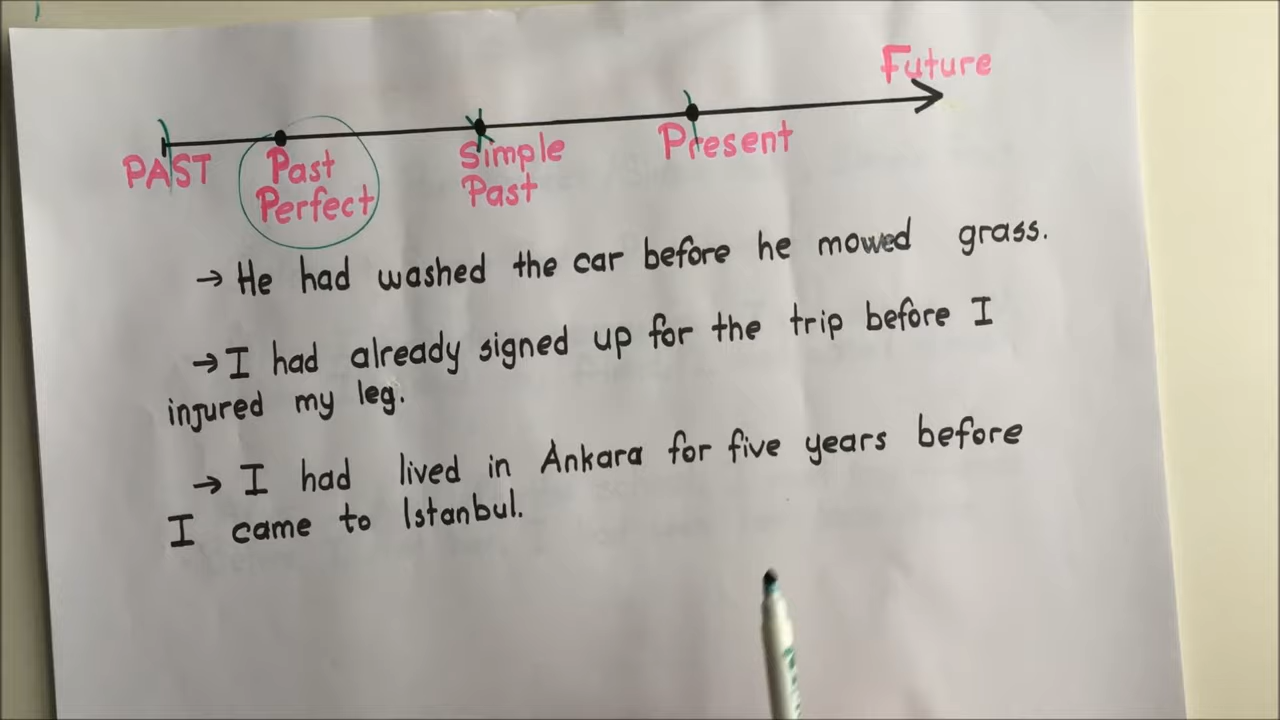 Future
PAST
Past
Perfect
Simple
Past
Present
→ He had washed the car before he mowed grass.
→ I had already signed up for the trip before I
injured my leg.
→ I had lived in Ankara for five years before
I came to Istanbul.